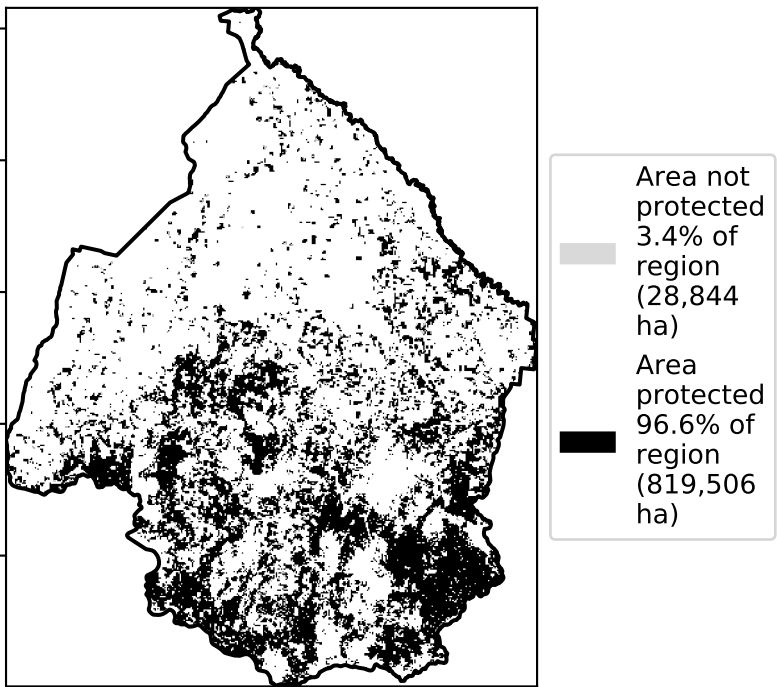 Area not
protected
3.4% of
region
(28,844
ha)
Area
protected
96.6% of
region
(819,506
ha)